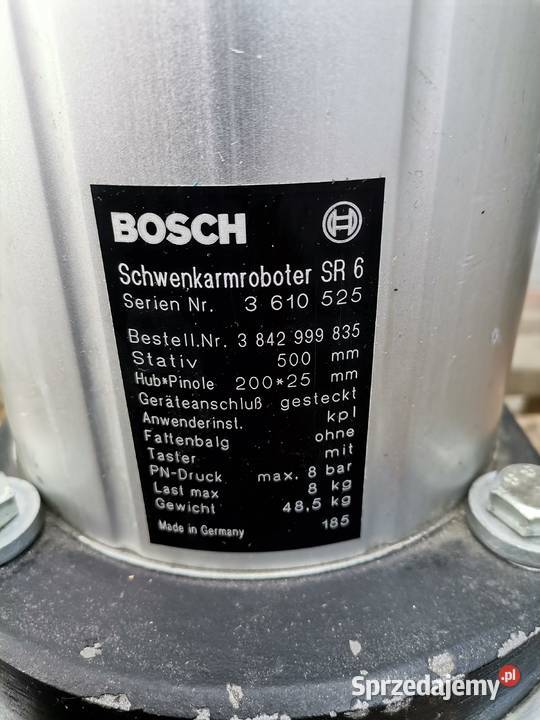 BOSCH
Schwenkarmroboter SR 6
Serien Nr. 3 610 525
Bestell.Nr. 3 842 999 835
Stativ 500 mm
Hub*Pinole 200*25 mm
Geräteanschluß gesteckt
Anwenderinst. kpl
Fattenbalg ohne
Taster mit
PN-Druck max. 8 bar
Last max 8 kg
Gewicht 48,5 kg
Made in Germany 185
Sprzedajemy.pl